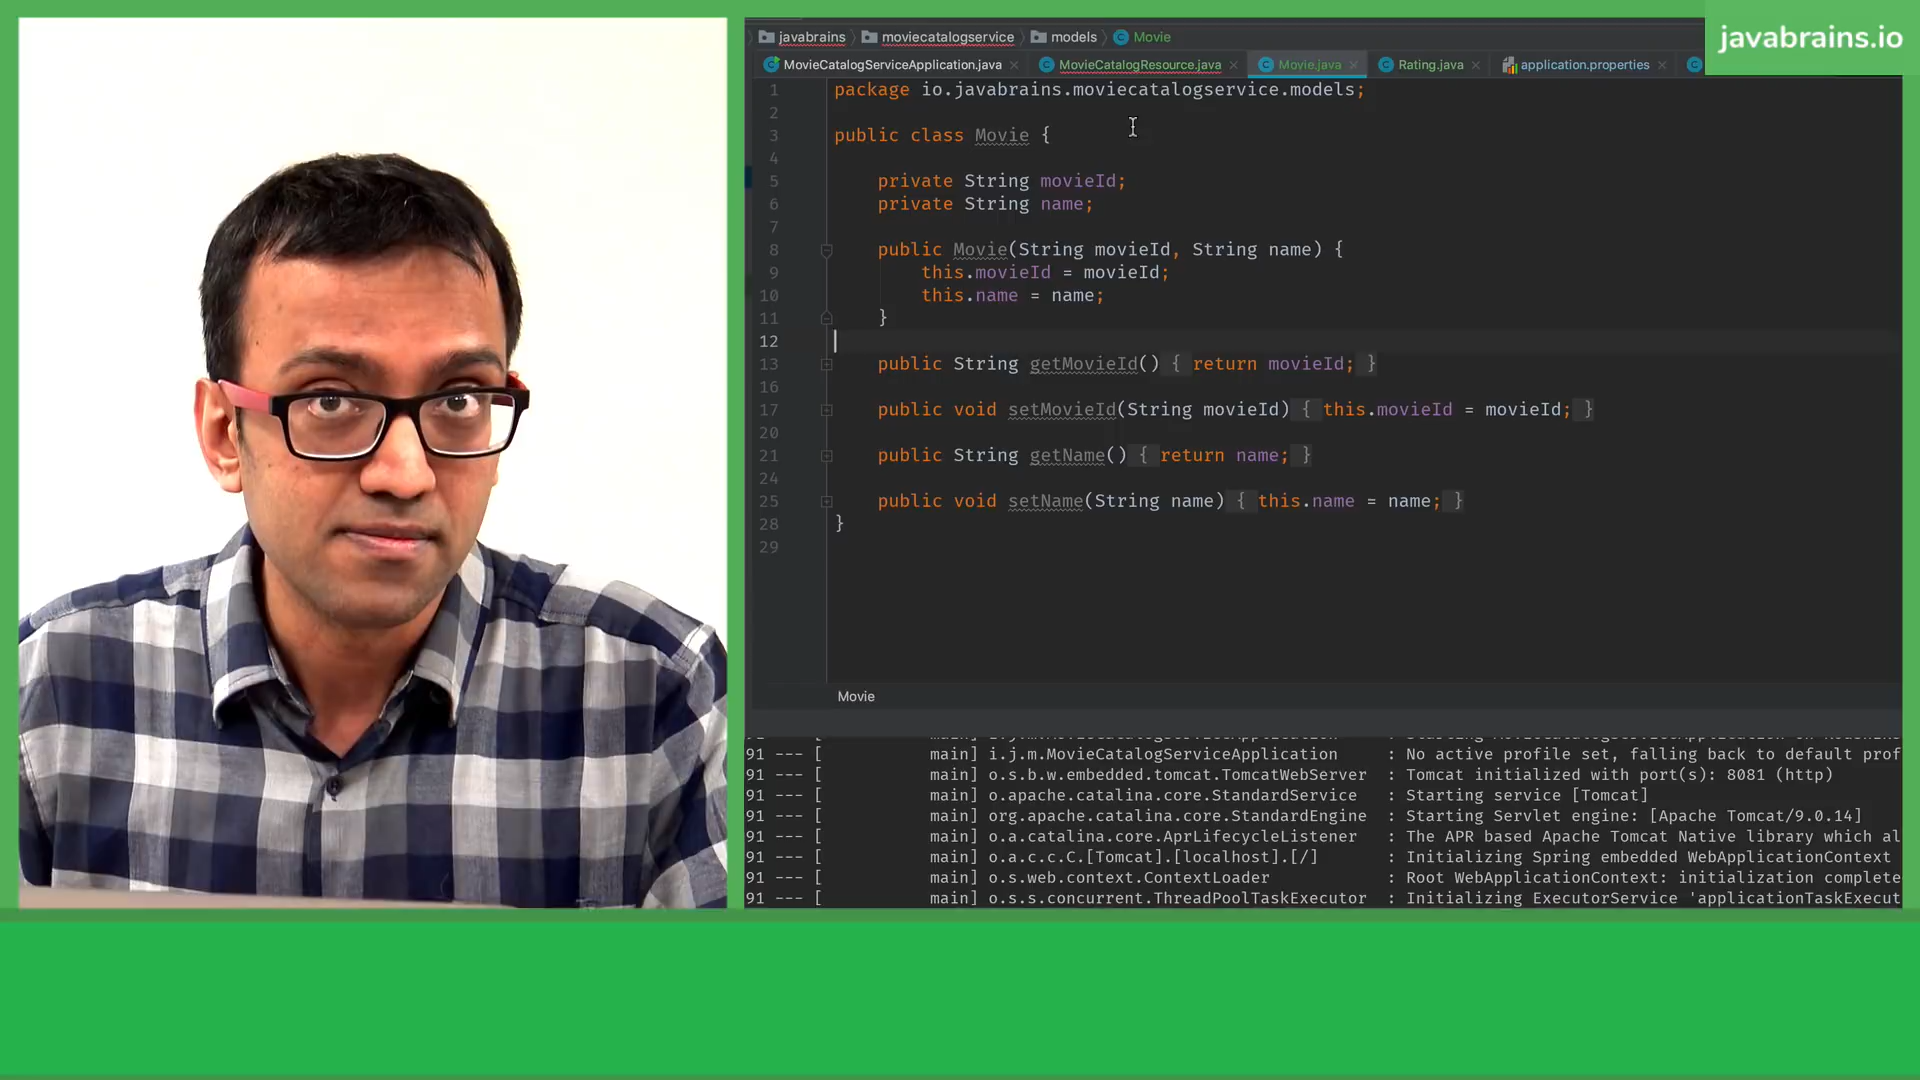 javabrains.io
javabrains moviecatalogservice models Movie
MovieCatalogServiceApplication.java MovieCatalogResource.java Movie.java Rating.java application.properties
1 package io.javabrains.moviecatalogservice.models;
2
3 public class Movie {
4
5 private String movieId;
6 private String name;
7
8 public Movie(String movieId, String name) {
9 this.movieId = movieId;
10 this.name = name;
11 }
12
13 public String getMovieId() { return movieId; }
16
17 public void setMovieId(String movieId) { this.movieId = movieId; }
20
21 public String getName() { return name; }
24
25 public void setName(String name) { this.name = name; }
28 }
29
Movie
91 --- [ main] i.j.m.MovieCatalogServiceApplication : No active profile set, falling back to default prof
91 --- [ main] o.s.b.w.embedded.tomcat.TomcatWebServer : Tomcat initialized with port(s): 8081 (http)
91 --- [ main] o.apache.catalina.core.StandardService : Starting service [Tomcat]
91 --- [ main] org.apache.catalina.core.StandardEngine : Starting Servlet engine: [Apache Tomcat/9.0.14]
91 --- [ main] o.a.catalina.core.AprLifecycleListener : The APR based Apache Tomcat Native library which al
91 --- [ main] o.a.c.c.C.[Tomcat].[localhost].[/] : Initializing Spring embedded WebApplicationContext
91 --- [ main] o.s.web.context.ContextLoader : Root WebApplicationContext: initialization complete
91 --- [ main] o.s.s.concurrent.ThreadPoolTaskExecutor : Initializing ExecutorService 'applicationTaskExecut